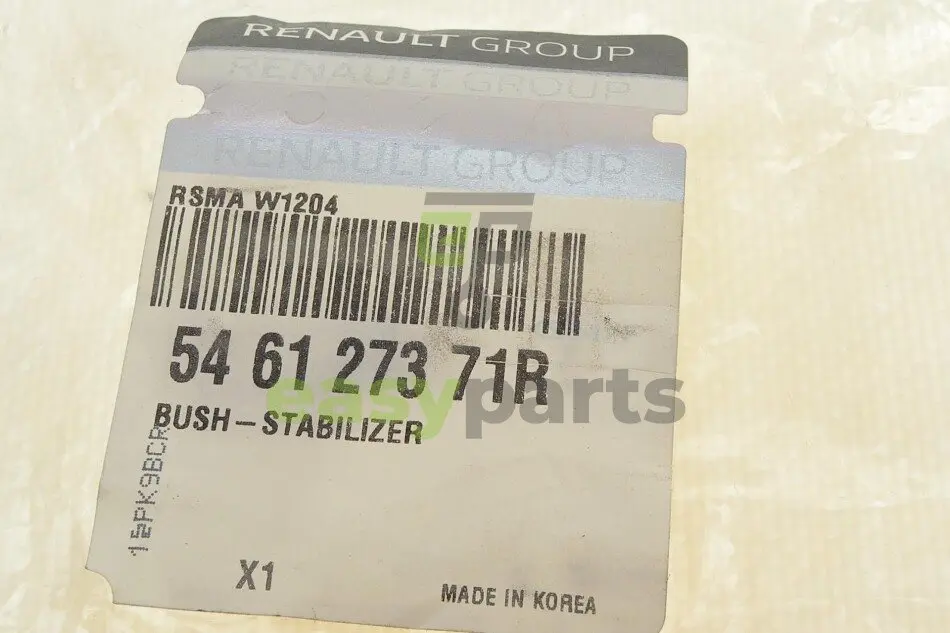 RENAULT GROUP
RENAULT GROUP
RENAULT GROUP
RSMA W1204
54 61 273 71R
easyparts
BUSH-STABILIZER
X1
MADE IN KOREA